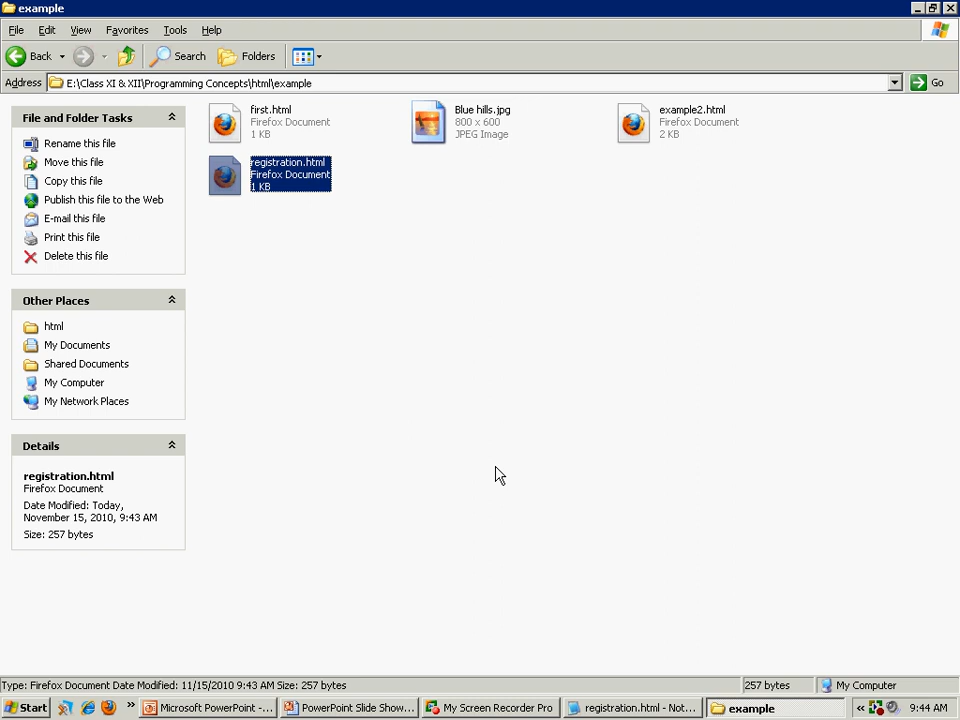 example
File Edit View Favorites Tools Help
Back Search Folders
Address E:\Class XI & XII\Programming Concepts\html\example Go
File and Folder Tasks
Rename this file
Move this file
Copy this file
Publish this file to the Web
E-mail this file
Print this file
Delete this file
Other Places
html
My Documents
Shared Documents
My Computer
My Network Places
Details
registration.html
Firefox Document
Date Modified: Today,
November 15, 2010, 9:43 AM
Size: 257 bytes
first.html
Firefox Document
1 KB
Blue hills.jpg
800 x 600
JPEG Image
example2.html
Firefox Document
2 KB
registration.html
Firefox Document
1 KB
Type: Firefox Document Date Modified: 11/15/2010 9:43 AM Size: 257 bytes 257 bytes My Computer
Start » Microsoft PowerPoint -... PowerPoint Slide Show... My Screen Recorder Pro registration.html - Not... example « 9:44 AM